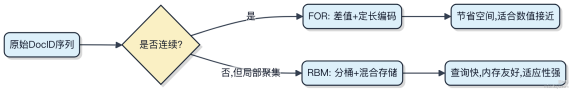 原始DocID序列
是否连续?
是
FOR: 差值+定长编码
节省空间,适合数值接近
否,但局部聚集
RBM: 分桶+混合存储
查询快,内存友好,适应性强